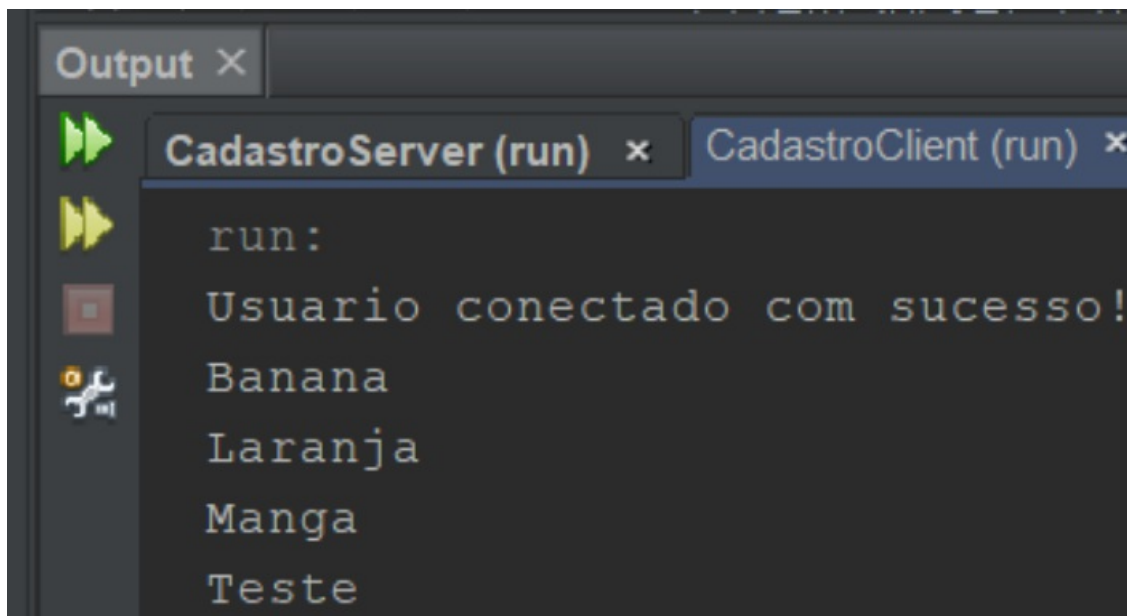 Output
CadastroServer (run) CadastroClient (run)
run:
Usuario conectado com sucesso!
Banana
Laranja
Manga
Teste